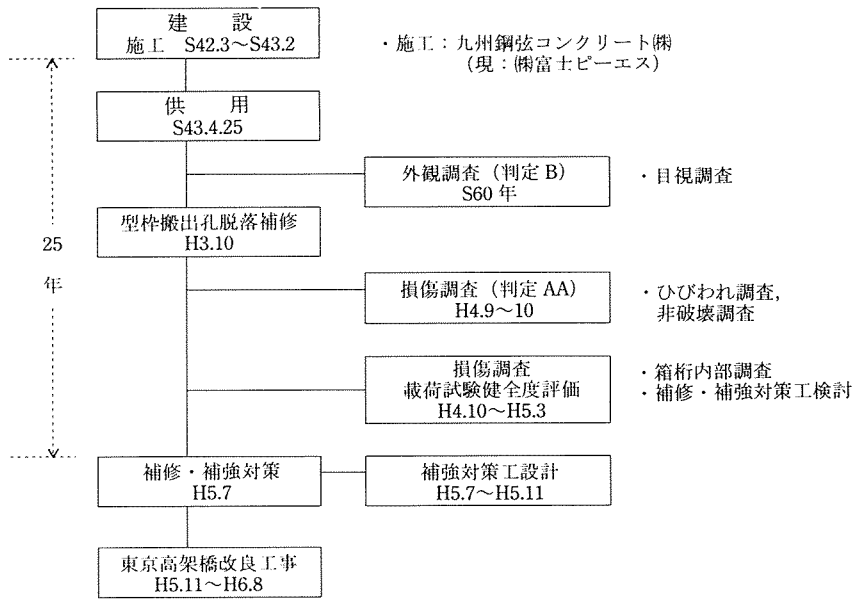 建　設
施工　S42.3～S43.2
・施工：九州鋼弦コンクリート㈱
（現：㈱富士ピーエス）
供　用
S43.4.25
外観調査（判定 B）
S60 年
・目視調査
型枠搬出孔脱落補修
H3.10
25
年
損傷調査（判定 AA）
H4.9～10
・ひびわれ調査，
非破壊調査
損傷調査
載荷試験健全度評価
H4.10～H5.3
・箱桁内部調査
・補修・補強対策工検討
補修・補強対策
H5.7
補強対策工設計
H5.7～H5.11
東京高架橋改良工事
H5.11～H6.8